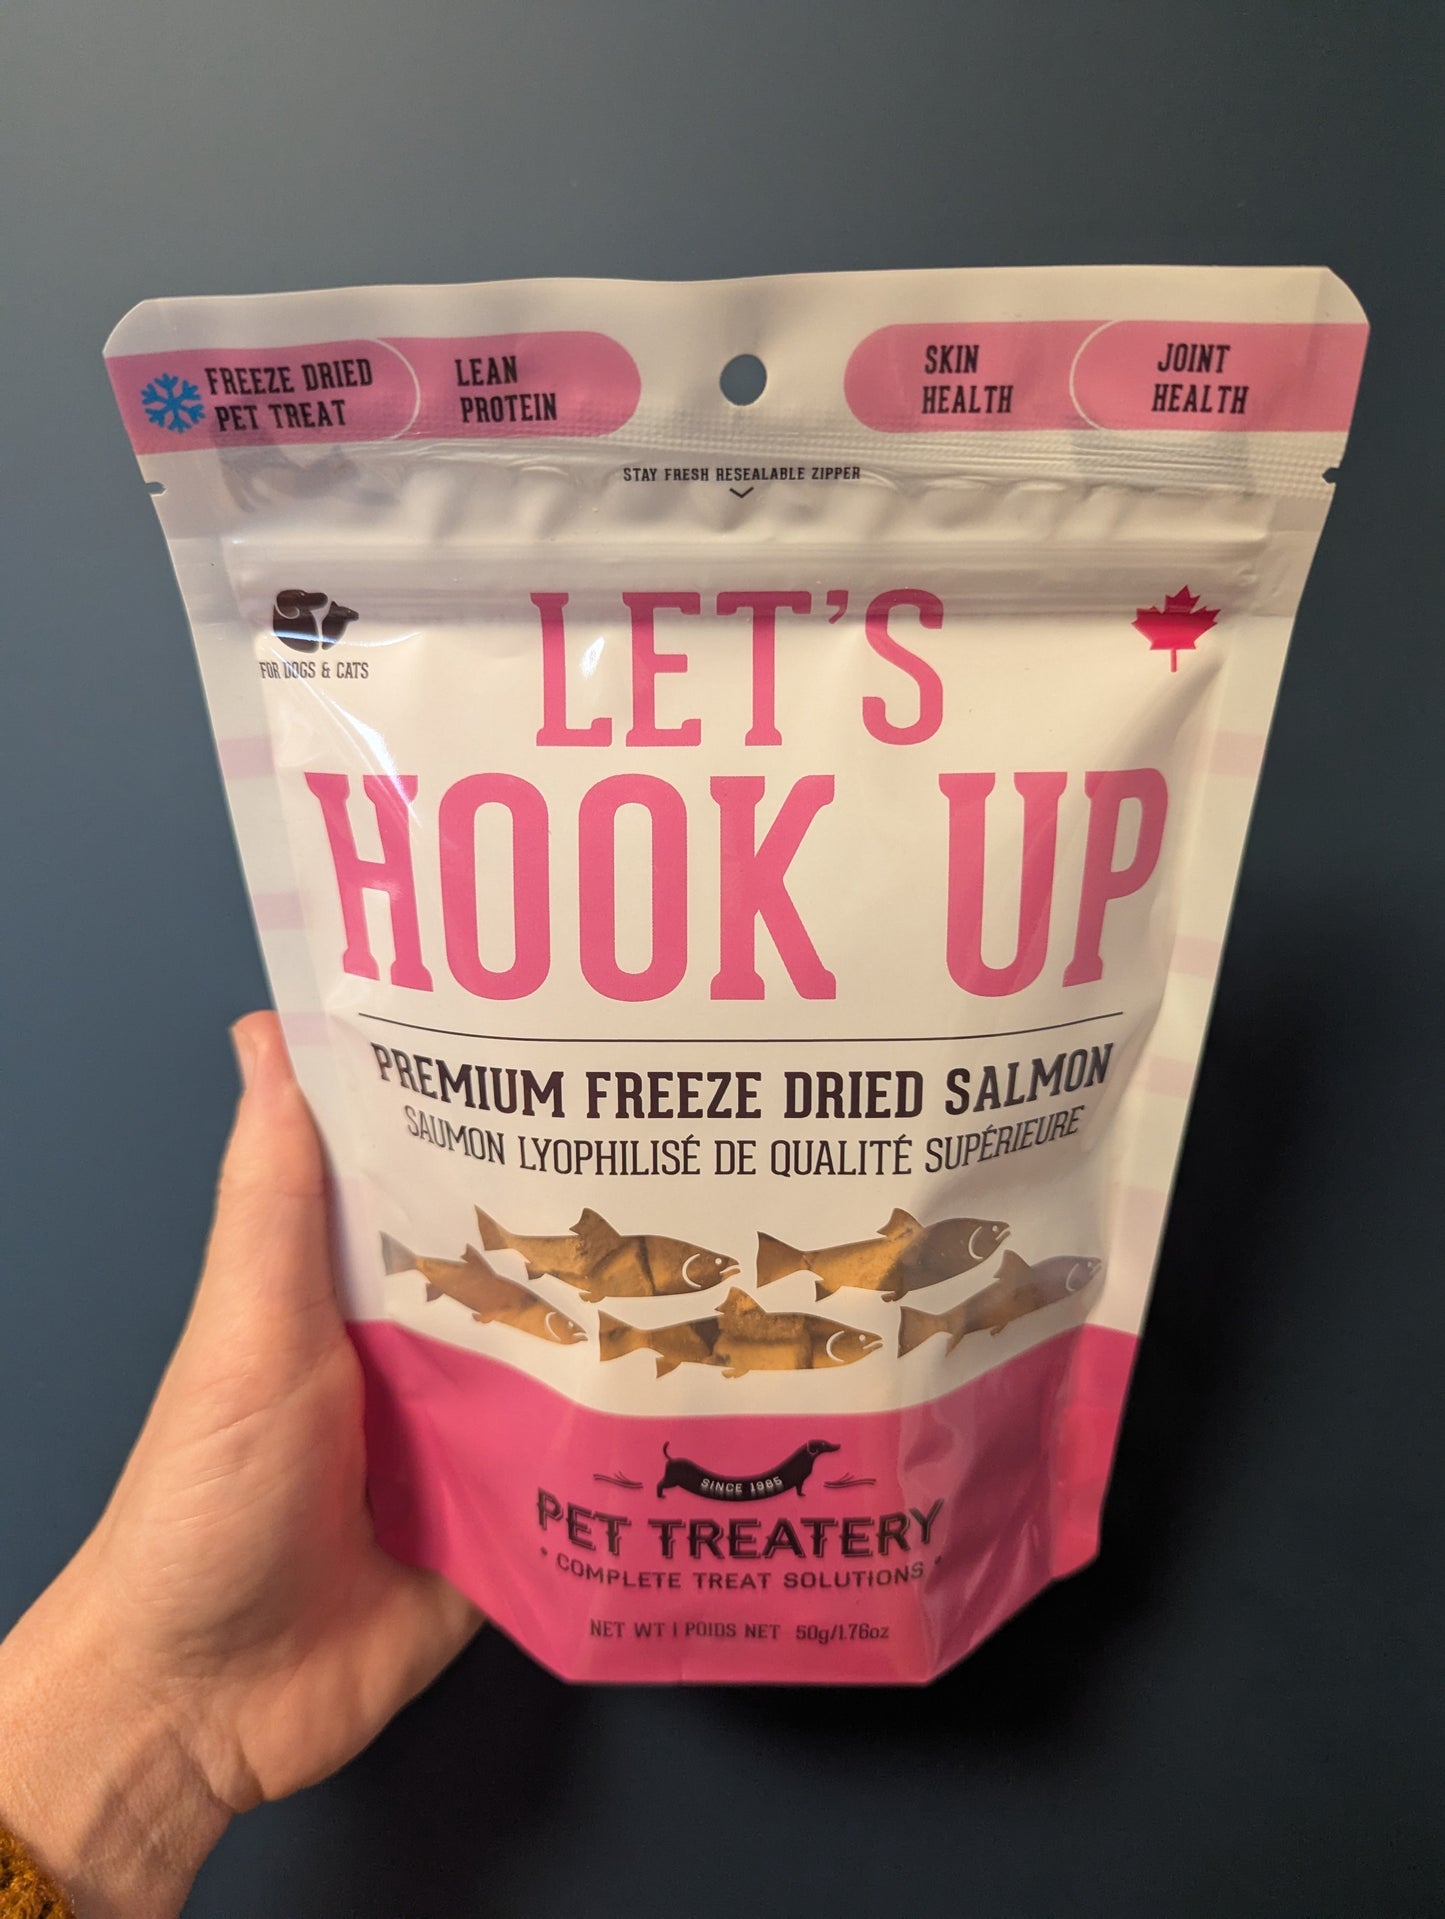 FREEZE DRIED
PET TREAT
LEAN
PROTEIN
SKIN
HEALTH
JOINT
HEALTH
STAY FRESH RESEALABLE ZIPPER
FOR DOGS & CATS
LET'S
HOOK UP
PREMIUM FREEZE DRIED SALMON
SAUMON LYOPHILISÉ DE QUALITÉ SUPÉRIEURE
SINCE 1985
PET TREATERY
• COMPLETE TREAT SOLUTIONS •
NET WT | POIDS NET 50g/1.76oz